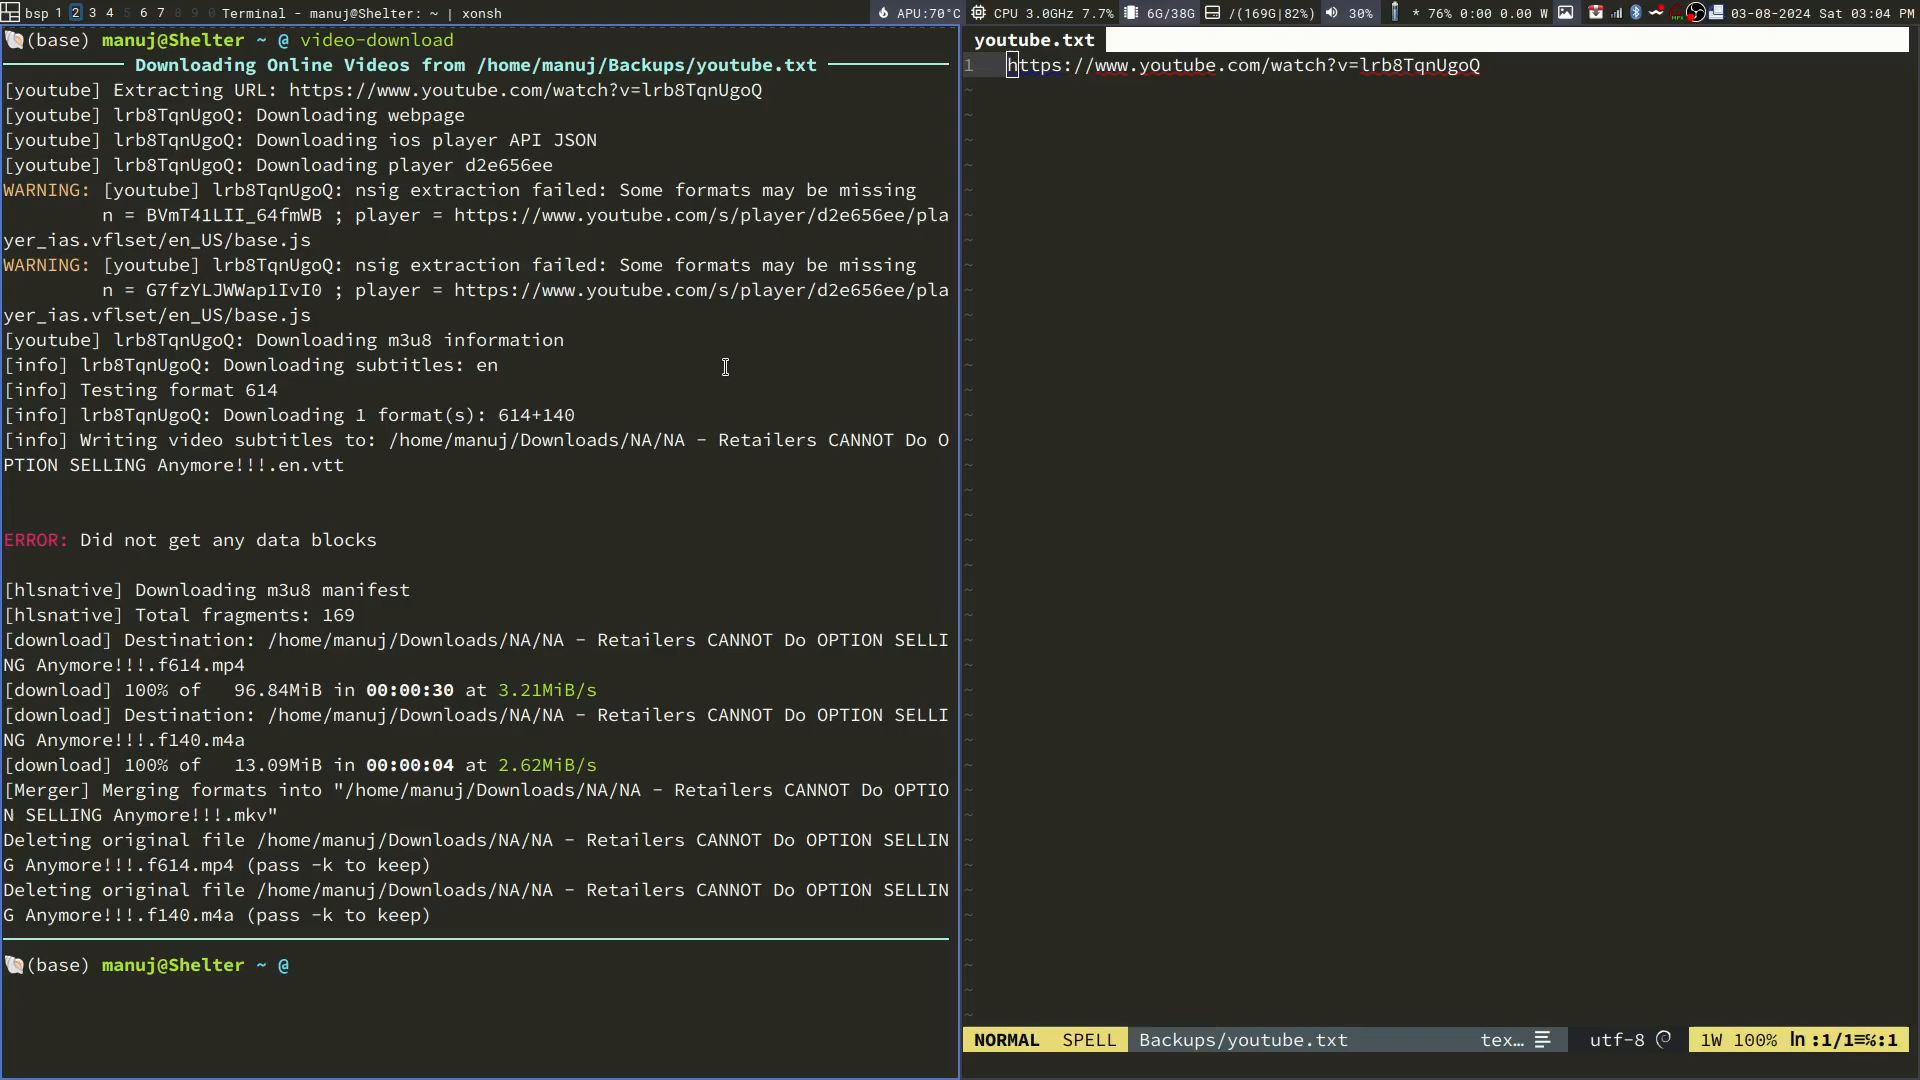 bsp 1 2 3 4 5 6 7 8 9 0 Terminal - manuj@Shelter: ~ | xonsh
APU:70°C CPU 3.0GHz 7.7% 6G/38G /(169G|82%) 30% * 76% 0:00 0.00 W 03-08-2024 Sat 03:04 PM
(base) manuj@Shelter ~ @ video-download
Downloading Online Videos from /home/manuj/Backups/youtube.txt
[youtube] Extracting URL: https://www.youtube.com/watch?v=lrb8TqnUgoQ
[youtube] lrb8TqnUgoQ: Downloading webpage
[youtube] lrb8TqnUgoQ: Downloading ios player API JSON
[youtube] lrb8TqnUgoQ: Downloading player d2e656ee
WARNING: [youtube] lrb8TqnUgoQ: nsig extraction failed: Some formats may be missing
n = BVmT41LII_64fmWB ; player = https://www.youtube.com/s/player/d2e656ee/pla
yer_ias.vflset/en_US/base.js
WARNING: [youtube] lrb8TqnUgoQ: nsig extraction failed: Some formats may be missing
n = G7fzYLJWWap1IvI0 ; player = https://www.youtube.com/s/player/d2e656ee/pla
yer_ias.vflset/en_US/base.js
[youtube] lrb8TqnUgoQ: Downloading m3u8 information
[info] lrb8TqnUgoQ: Downloading subtitles: en
[info] Testing format 614
[info] lrb8TqnUgoQ: Downloading 1 format(s): 614+140
[info] Writing video subtitles to: /home/manuj/Downloads/NA/NA - Retailers CANNOT Do O
PTION SELLING Anymore!!!.en.vtt
ERROR: Did not get any data blocks
[hlsnative] Downloading m3u8 manifest
[hlsnative] Total fragments: 169
[download] Destination: /home/manuj/Downloads/NA/NA - Retailers CANNOT Do OPTION SELLI
NG Anymore!!!.f614.mp4
[download] 100% of   96.84MiB in 00:00:30 at 3.21MiB/s
[download] Destination: /home/manuj/Downloads/NA/NA - Retailers CANNOT Do OPTION SELLI
NG Anymore!!!.f140.m4a
[download] 100% of   13.09MiB in 00:00:04 at 2.62MiB/s
[Merger] Merging formats into "/home/manuj/Downloads/NA/NA - Retailers CANNOT Do OPTIO
N SELLING Anymore!!!.mkv"
Deleting original file /home/manuj/Downloads/NA/NA - Retailers CANNOT Do OPTION SELLIN
G Anymore!!!.f614.mp4 (pass -k to keep)
Deleting original file /home/manuj/Downloads/NA/NA - Retailers CANNOT Do OPTION SELLIN
G Anymore!!!.f140.m4a (pass -k to keep)
(base) manuj@Shelter ~ @
youtube.txt
1 https://www.youtube.com/watch?v=lrb8TqnUgoQ
NORMAL SPELL Backups/youtube.txt tex… utf-8 1W 100% ln :1/1≡%:1